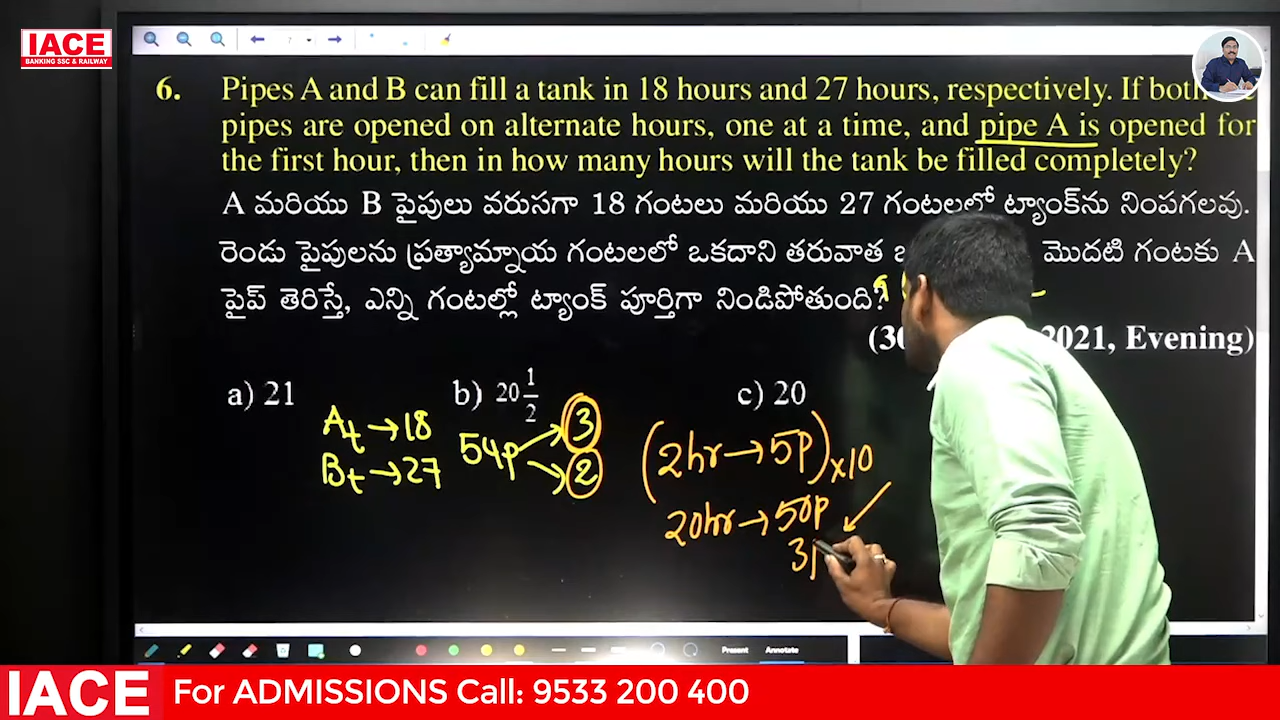 IACE
BANKING SSC & RAILWAY
6. Pipes A and B can fill a tank in 18 hours and 27 hours, respectively. If both
pipes are opened on alternate hours, one at a time, and pipe A is opened for
the first hour, then in how many hours will the tank be filled completely?
A మరియు B పైపులు వరుసగా 18 గంటలు మరియు 27 గంటలలో ట్యాంక్‌ను నింపగలవు.
రెండు పైపులను ప్రత్యామ్నాయ గంటలలో ఒకదాని తరువాత మొదటి గంటకు A
పైప్ తెరిస్తే, ఎన్ని గంటల్లో ట్యాంక్ పూర్తిగా నిండిపోతుంది?
(30 2021, Evening)
a) 21 b) 20 1/2 c) 20
At → 18 54p 3 (2hr → 5p) x10
Bt → 27 2
20hr → 50p
3p
Present Annotate
IACE For ADMISSIONS Call: 9533 200 400